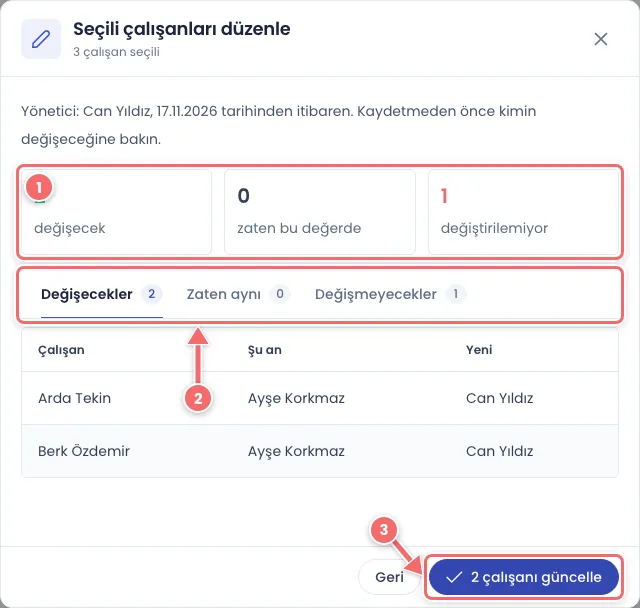 Seçili çalışanları düzenle
3 çalışan seçili
Yönetici: Can Yıldız, 17.11.2026 tarihinden itibaren. Kaydetmeden önce kimin
değişeceğine bakın.
1
değişecek
0
zaten bu değerde
1
değiştirilemiyor
Değişecekler 2
Zaten aynı 0
Değişmeyecekler 1
Çalışan Şu an Yeni
Arda Tekin Ayşe Korkmaz Can Yıldız
2
Berk Özdemir Ayşe Korkmaz Can Yıldız
3
Geri
2 çalışanı güncelle